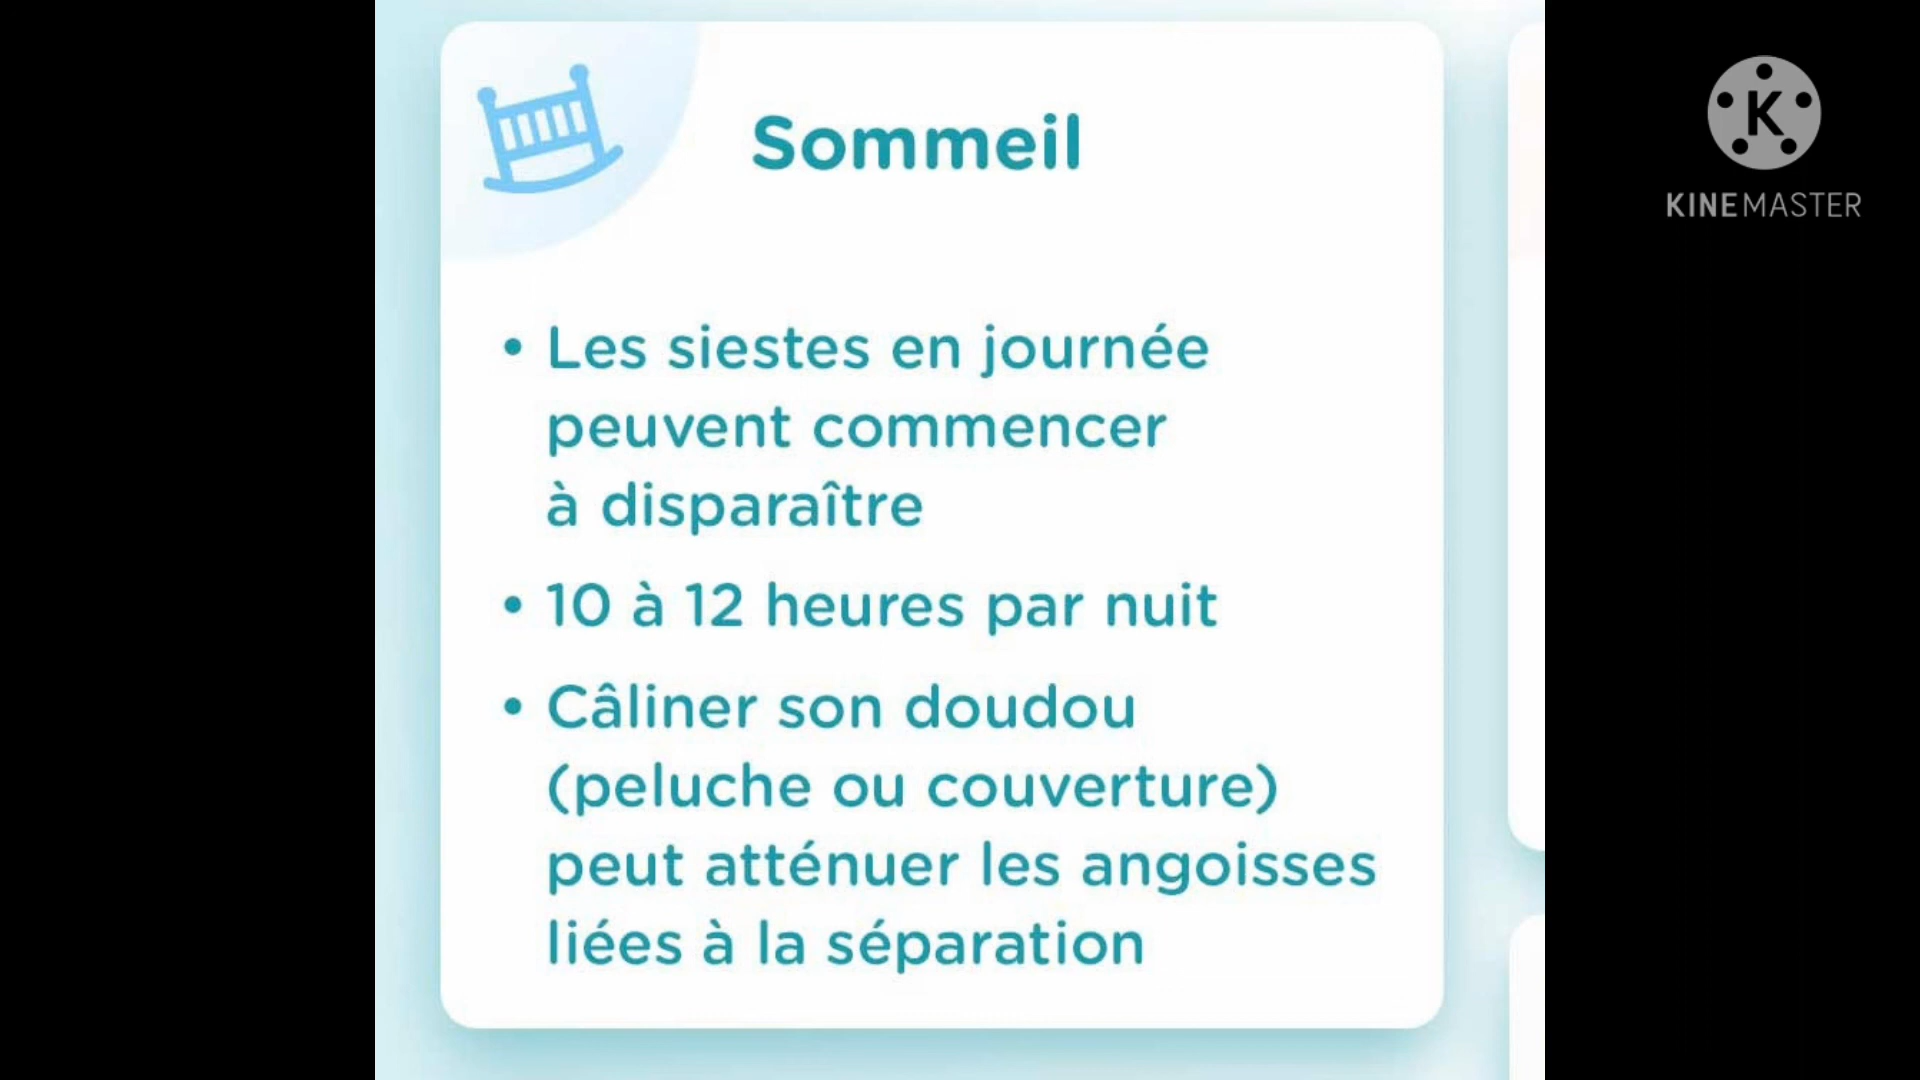 Sommeil
• Les siestes en journée
peuvent commencer
à disparaître
• 10 à 12 heures par nuit
• Câliner son doudou
(peluche ou couverture)
peut atténuer les angoisses
liées à la séparation
K
KINEMASTER